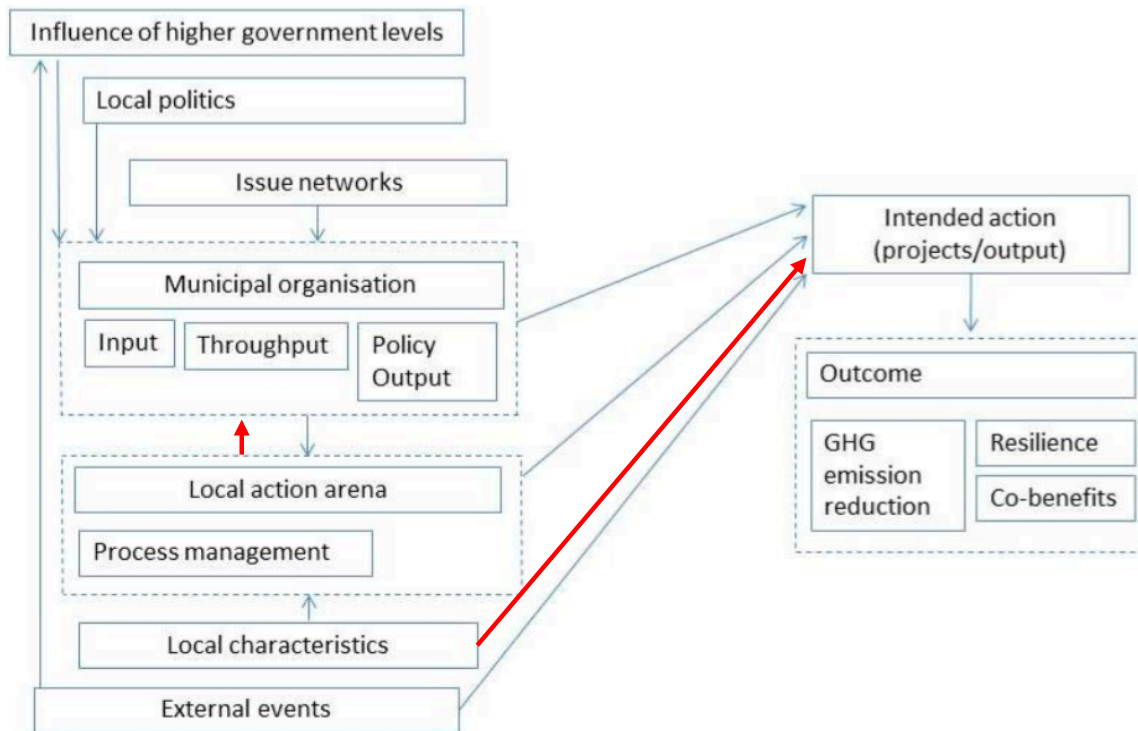 Influence of higher government levels
Local politics
Issue networks
Municipal organisation
Input
Throughput
Policy
Output
Local action arena
Process management
Local characteristics
External events
Intended action
(projects/output)
Outcome
GHG
emission
reduction
Resilience
Co-benefits